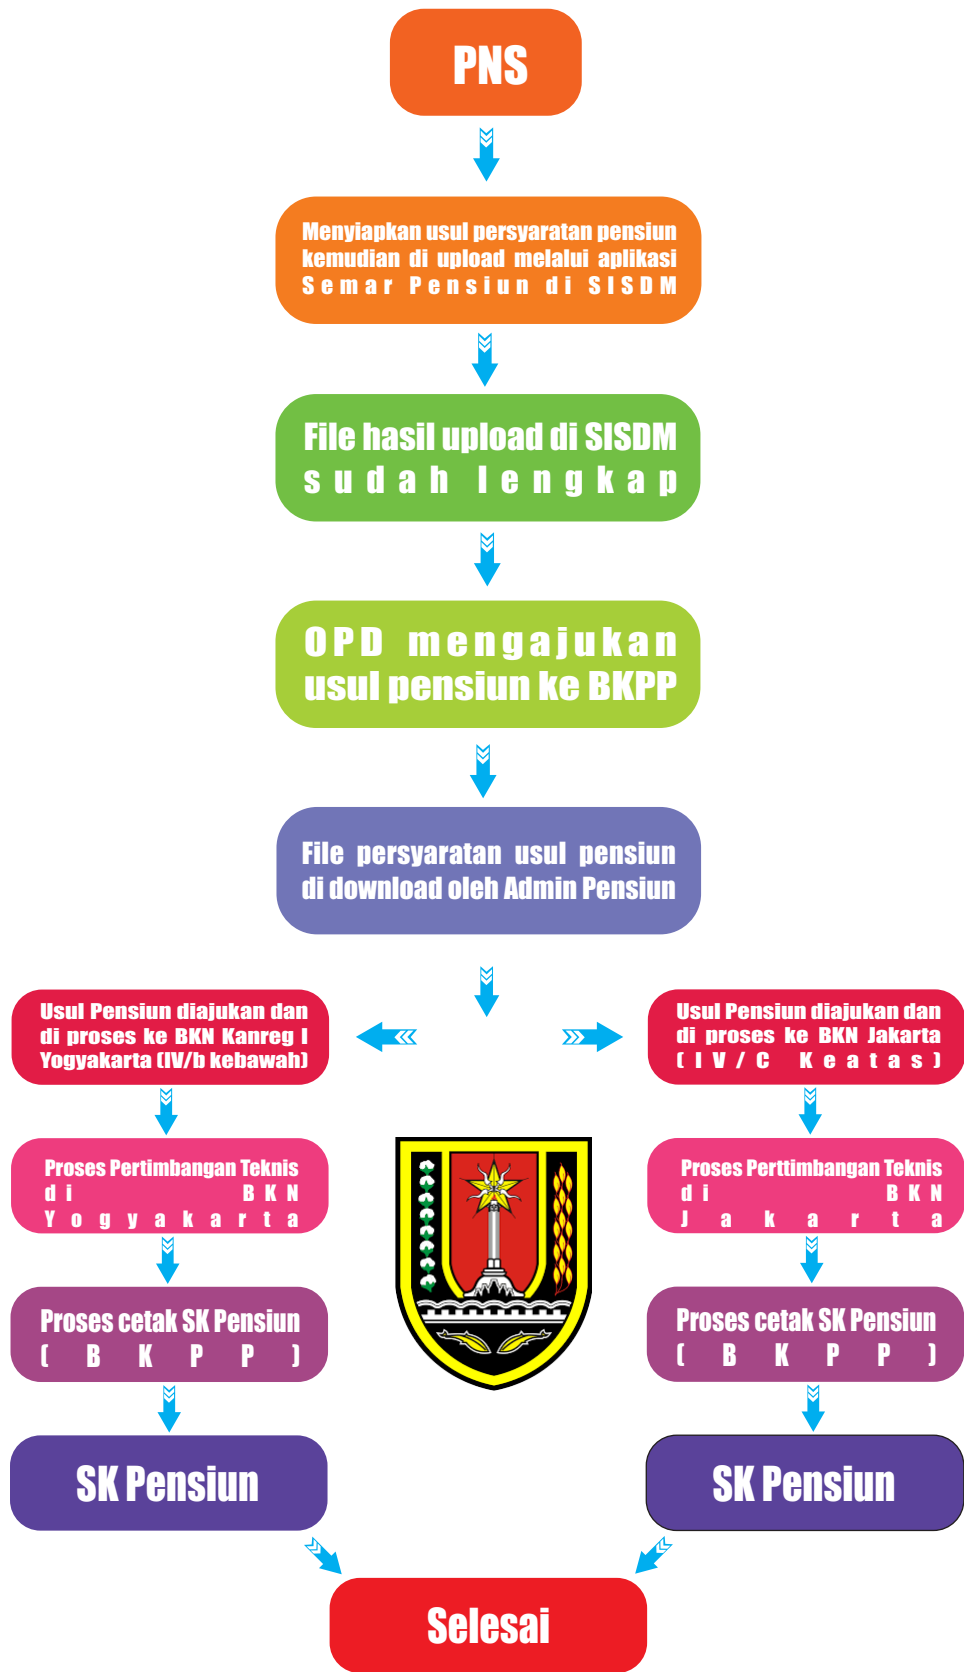 PNS
Menyiapkan usul persyaratan pensiun
kemudian di upload melalui aplikasi
Semar Pensiun di SISDM
File hasil upload di SISDM
sudah lengkap
OPD mengajukan
usul pensiun ke BKPP
File persyaratan usul pensiun
di download oleh Admin Pensiun
Usul Pensiun diajukan dan
di proses ke BKN Kanreg I
Yogyakarta (IV/b kebawah)
Proses Pertimbangan Teknis
di BKN
Yogyakarta
Proses cetak SK Pensiun
(BKPP)
SK Pensiun
Usul Pensiun diajukan dan
di proses ke BKN Jakarta
(IV/C Keatas)
Proses Perttimbangan Teknis
di BKN
Jakarta
Proses cetak SK Pensiun
(BKPP)
SK Pensiun
Selesai